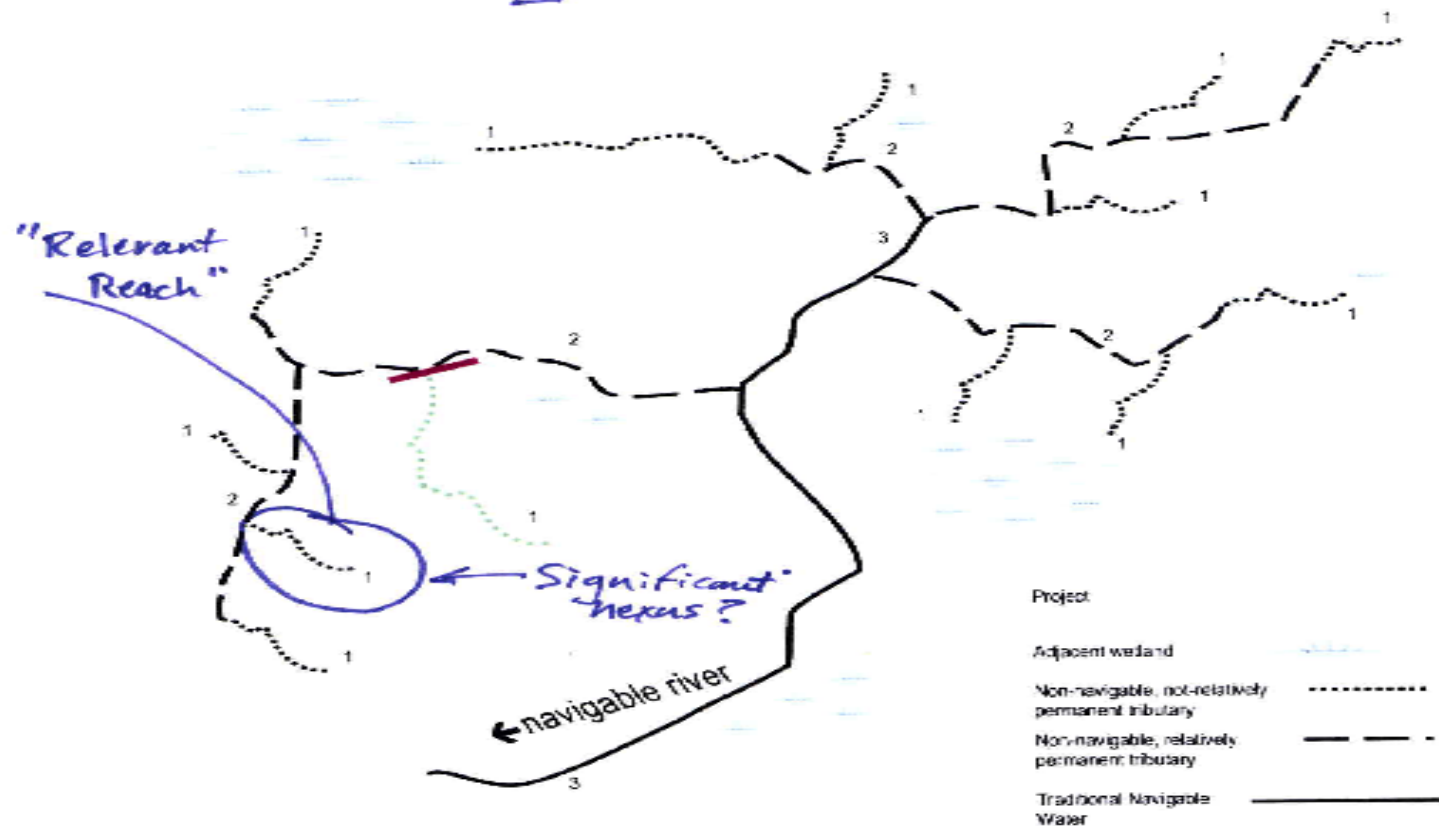 1
1
1
1
2
2
1
"Relevant
Reach"
1
3
1
2
2
1
1
2
1
1
1
Significant
nexus?
1
←navigable river
3
Project
Adjacent wetland
Non-navigable, not-relatively
permanent tributary
Non-navigable, relatively
permanent tributary
Traditional Navigable
Water